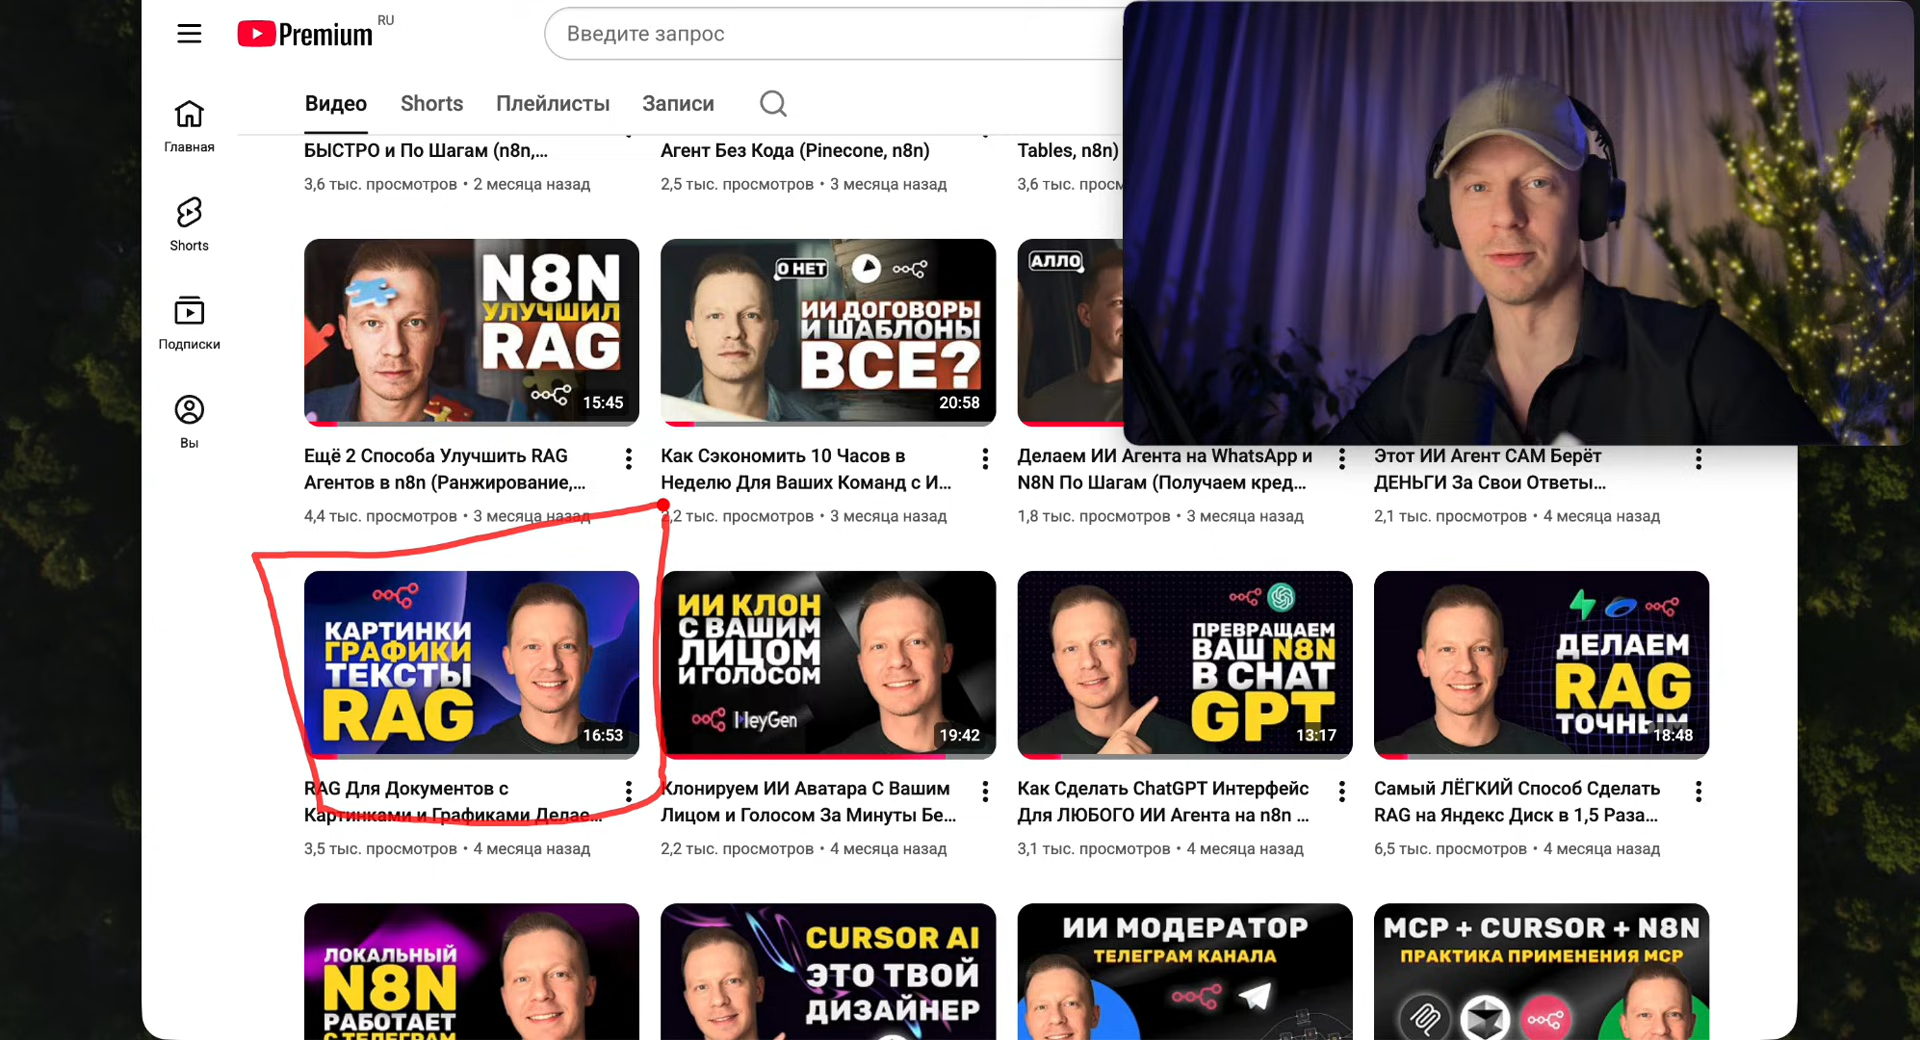 Premium RU
Введите запрос
Видео Shorts Плейлисты Записи
Главная
Shorts
Подписки
Вы
БЫСТРО и По Шагам (n8n,...
3,6 тыс. просмотров • 2 месяца назад
Агент Без Кода (Pinecone, n8n)
2,5 тыс. просмотров • 3 месяца назад
Tables, n8n)
3,6 тыс.
N8N
УЛУЧШИЛ
RAG
15:45
Ещё 2 Способа Улучшить RAG
Агентов в n8n (Ранжирование,...
4,4 тыс. просмотров • 3 месяца назад
О НЕТ
ИИ ДОГОВОРЫ
И ШАБЛОНЫ
ВСЕ?
20:58
Как Сэкономить 10 Часов в
Неделю Для Ваших Команд с И...
2,2 тыс. просмотров • 3 месяца назад
АЛЛО
Делаем ИИ Агента на WhatsApp и
N8N По Шагам (Получаем кред...
1,8 тыс. просмотров • 3 месяца назад
Этот ИИ Агент САМ Берёт
ДЕНЬГИ За Свои Ответы...
2,1 тыс. просмотров • 4 месяца назад
КАРТИНКИ
ГРАФИКИ
ТЕКСТЫ
RAG
16:53
RAG Для Документов с
Картинками и Графиками Делае...
3,5 тыс. просмотров • 4 месяца назад
ИИ КЛОН
С ВАШИМ
ЛИЦОМ
И ГОЛОСОМ
HeyGen
19:42
Клонируем ИИ Аватара С Вашим
Лицом и Голосом За Минуты Бе...
2,2 тыс. просмотров • 4 месяца назад
ПРЕВРАЩАЕМ
ВАШ N8N
В СНАТ
GPT
13:17
Как Сделать ChatGPT Интерфейс
Для ЛЮБОГО ИИ Агента на n8n ...
3,1 тыс. просмотров • 4 месяца назад
ДЕЛАЕМ
RAG
ТОЧНЫМ
18:48
Самый ЛЁГКИЙ Способ Сделать
RAG на Яндекс Диск в 1,5 Раза...
6,5 тыс. просмотров • 4 месяца назад
ЛОКАЛЬНЫЙ
N8N
РАБОТАЕТ
С ТЕЛЕГРАМ
CURSOR AI
ЭТО ТВОЙ
ДИЗАЙНЕР
ИИ МОДЕРАТОР
ТЕЛЕГРАМ КАНАЛА
MCP + CURSOR + N8N
ПРАКТИКА ПРИМЕНЕНИЯ MCP